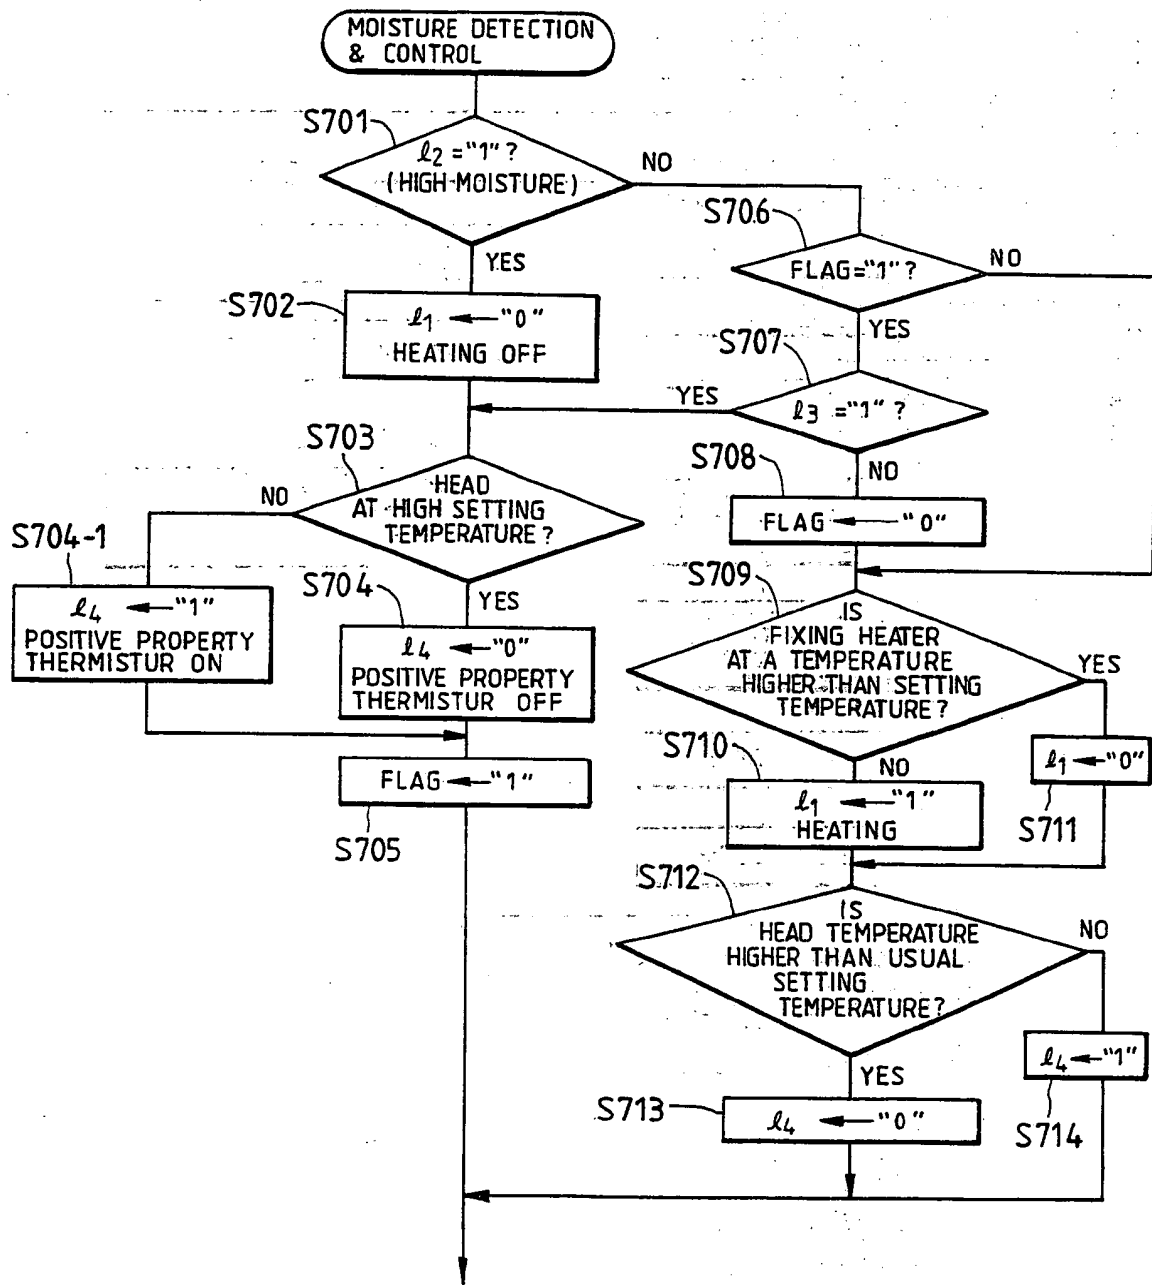 MOISTURE DETECTION
& CONTROL
S701
ℓ2 = "1" ?
(HIGH-MOISTURE)
NO
YES
S706
FLAG = "1" ?
NO
YES
S702
ℓ1 ← "0"
HEATING OFF
S707
ℓ3 = "1" ?
YES
NO
S703
HEAD
AT HIGH SETTING
TEMPERATURE ?
NO
YES
S708
FLAG ← "0"
S704-1
ℓ4 ← "1"
POSITIVE PROPERTY
THERMISTUR ON
S704
ℓ4 ← "0"
POSITIVE PROPERTY
THERMISTUR OFF
S709
IS
FIXING HEATER
AT A TEMPERATURE
HIGHER THAN SETTING
TEMPERATURE ?
YES
NO
FLAG ← "1"
S705
S710
ℓ1 ← "1"
HEATING
ℓ1 ← "0"
S711
S712
IS
HEAD TEMPERATURE
HIGHER THAN USUAL
SETTING
TEMPERATURE?
NO
YES
S713
ℓ4 ← "0"
ℓ4 ← "1"
S714